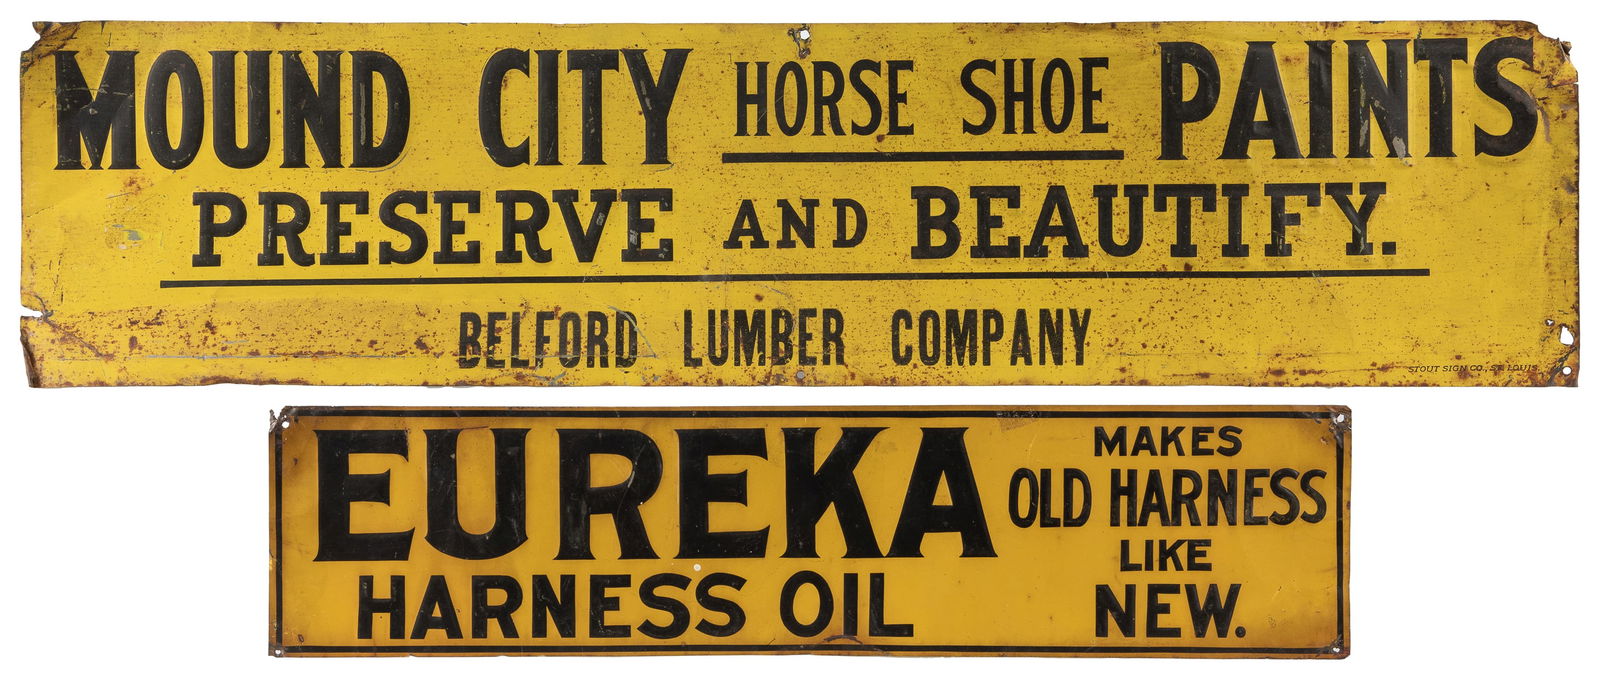 MOUND CITY HORSE SHOE PAINTS
PRESERVE AND BEAUTIFY.
BELFORD LUMBER COMPANY
STOUT SIGN CO., ST. LOUIS.
EUREKA
HARNESS OIL
MAKES
OLD HARNESS
LIKE
NEW.